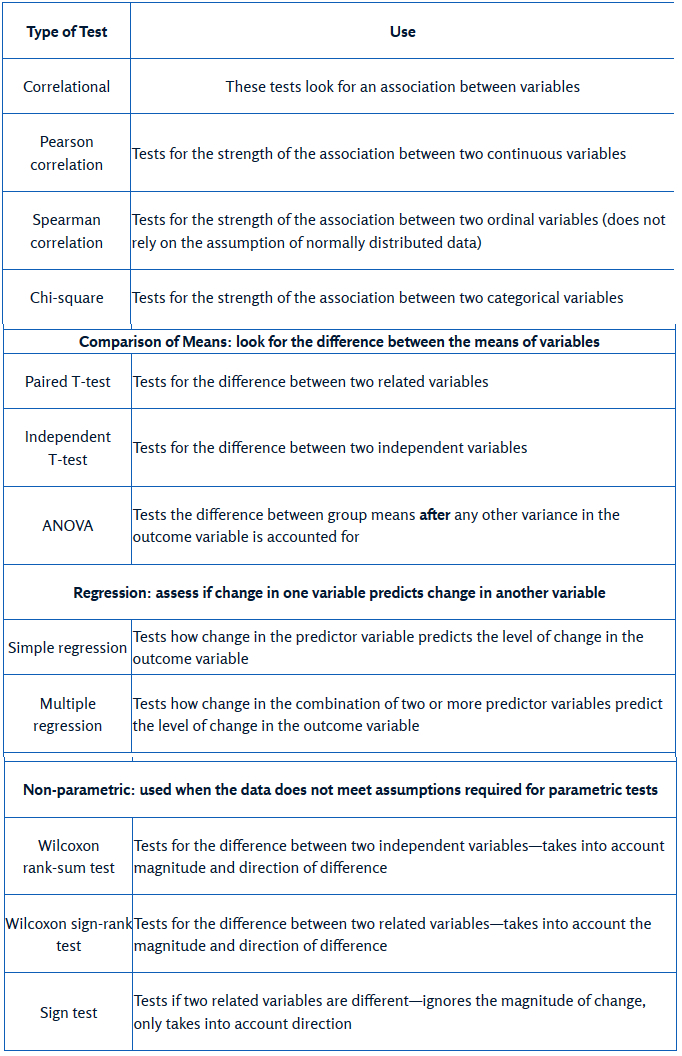 Type of Test
Use
Correlational
These tests look for an association between variables
Pearson
correlation
Tests for the strength of the association between two continuous variables
Spearman
correlation
Tests for the strength of the association between two ordinal variables (does not
rely on the assumption of normally distributed data)
Chi-square
Tests for the strength of the association between two categorical variables
Comparison of Means: look for the difference between the means of variables
Paired T-test
Tests for the difference between two related variables
Independent
T-test
Tests for the difference between two independent variables
ANOVA
Tests the difference between group means after any other variance in the
outcome variable is accounted for
Regression: assess if change in one variable predicts change in another variable
Simple regression
Tests how change in the predictor variable predicts the level of change in the
outcome variable
Multiple
regression
Tests how change in the combination of two or more predictor variables predict
the level of change in the outcome variable
Non-parametric: used when the data does not meet assumptions required for parametric tests
Wilcoxon
rank-sum test
Tests for the difference between two independent variables—takes into account
magnitude and direction of difference
Wilcoxon sign-rank
test
Tests for the difference between two related variables—takes into account the
magnitude and direction of difference
Sign test
Tests if two related variables are different—ignores the magnitude of change,
only takes into account direction